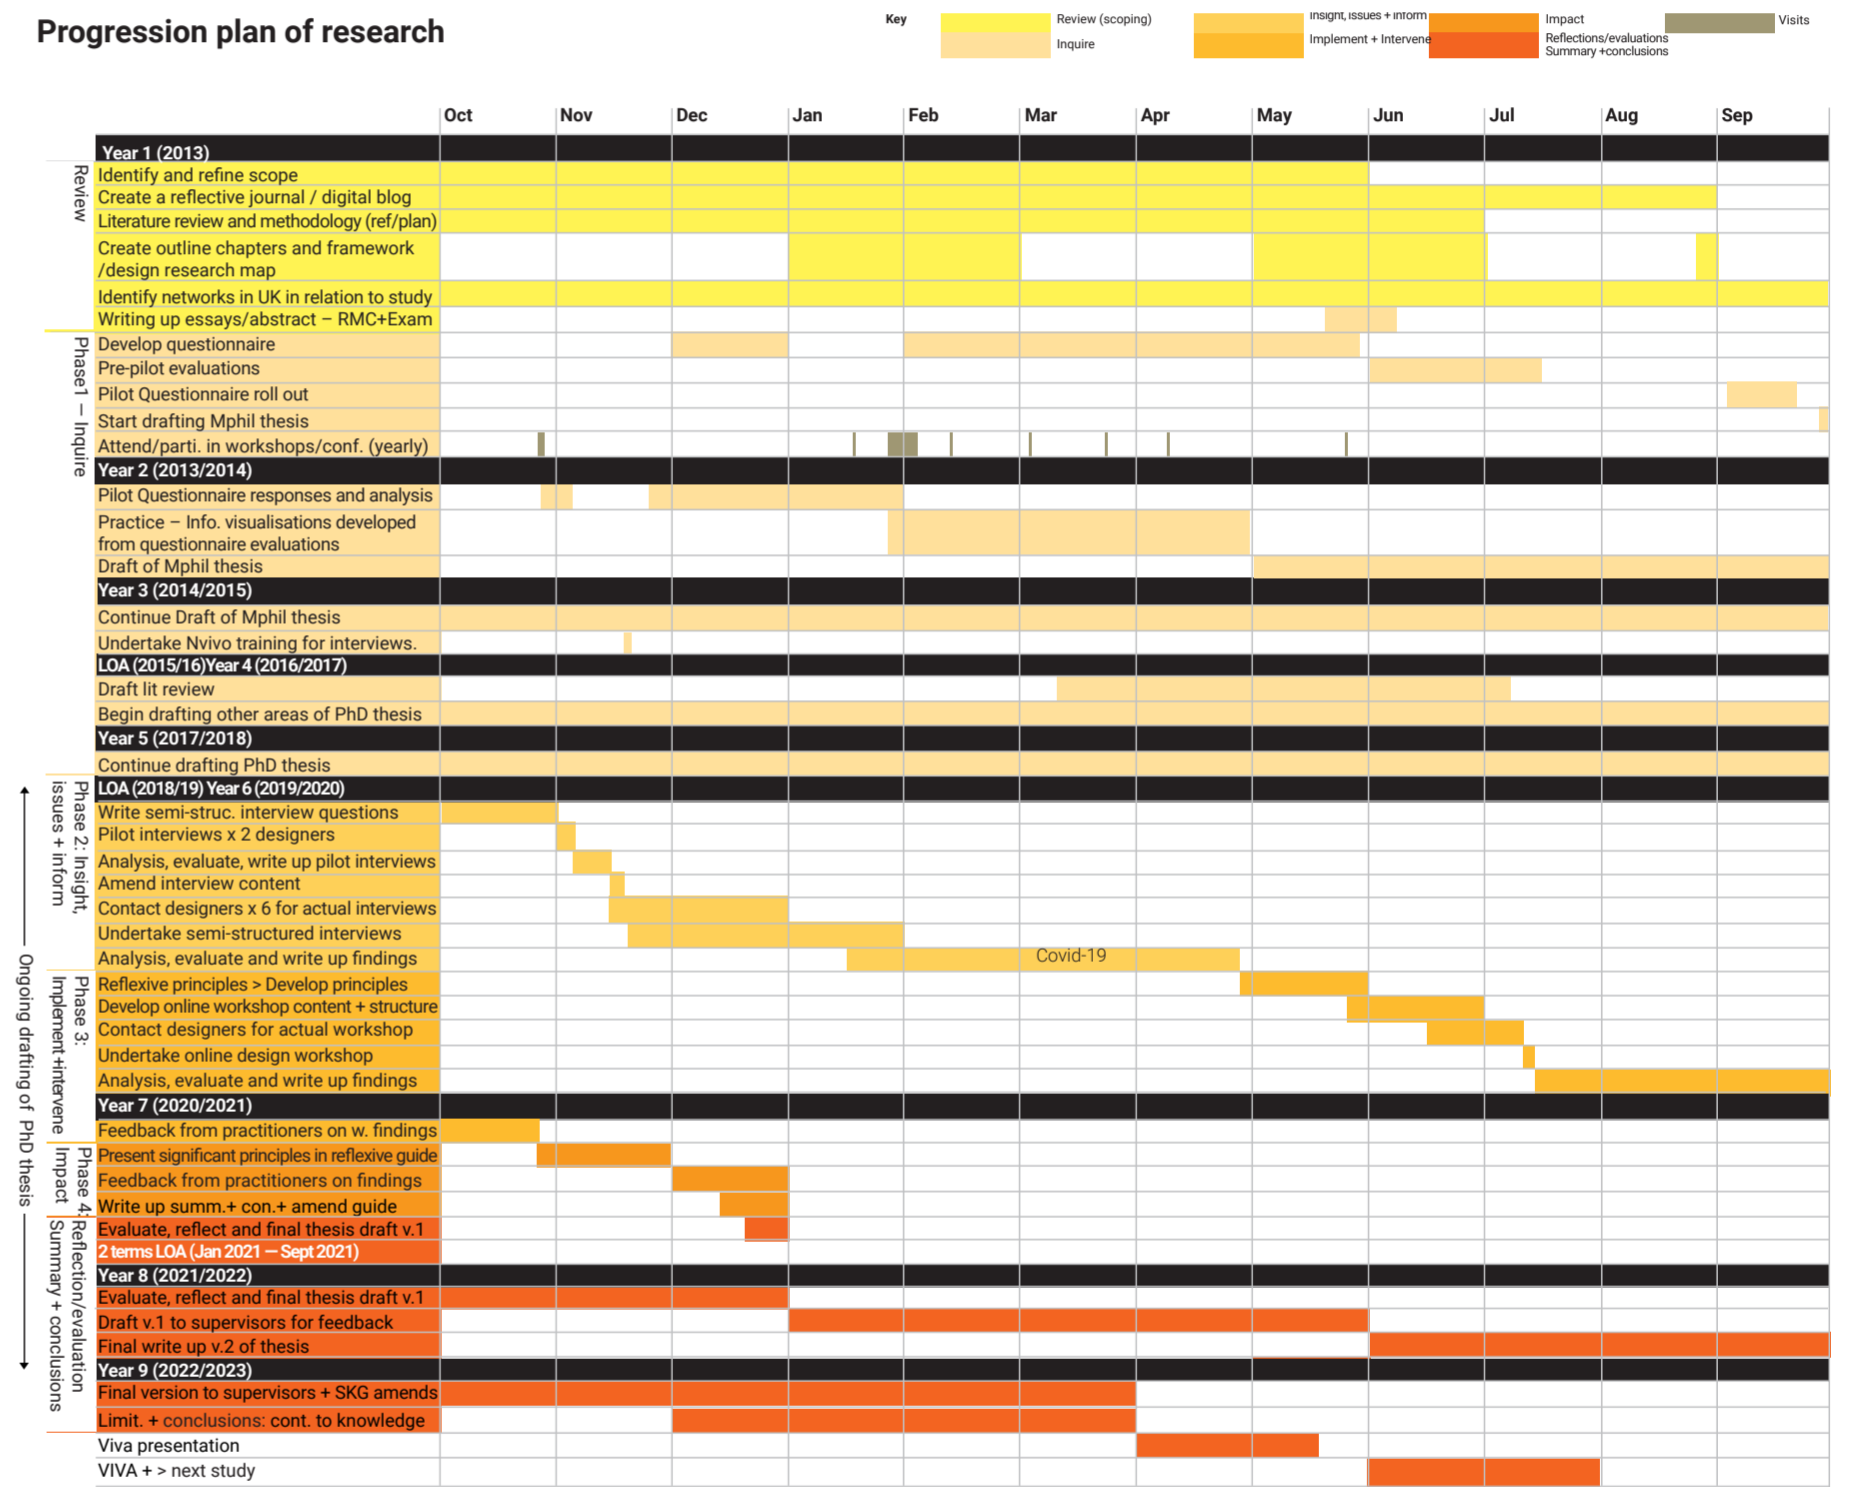 Progression plan of research
Key
Review (scoping)
Inquire
Insight, issues + inform
Implement + Intervene
Impact
Reflections/evaluations
Summary +conclusions
Visits
Oct Nov Dec Jan Feb Mar Apr May Jun Jul Aug Sep
Year 1 (2013)
Review
Identify and refine scope
Create a reflective journal / digital blog
Literature review and methodology (ref/plan)
Create outline chapters and framework
/design research map
Identify networks in UK in relation to study
Writing up essays/abstract – RMC+Exam
Phase1 – Inquire
Develop questionnaire
Pre-pilot evaluations
Pilot Questionnaire roll out
Start drafting Mphil thesis
Attend/parti. in workshops/conf. (yearly)
Year 2 (2013/2014)
Pilot Questionnaire responses and analysis
Practice – Info. visualisations developed
from questionnaire evaluations
Draft of Mphil thesis
Year 3 (2014/2015)
Continue Draft of Mphil thesis
Undertake Nvivo training for interviews.
LOA (2015/16)Year 4 (2016/2017)
Draft lit review
Begin drafting other areas of PhD thesis
Year 5 (2017/2018)
Continue drafting PhD thesis
Ongoing drafting of PhD thesis
LOA (2018/19) Year 6 (2019/2020)
Phase 2: Insight,
issues + inform
Write semi-struc. interview questions
Pilot interviews x 2 designers
Analysis, evaluate, write up pilot interviews
Amend interview content
Contact designers x 6 for actual interviews
Undertake semi-structured interviews
Analysis, evaluate and write up findings
Covid-19
Phase 3:
Implement+intervene
Reflexive principles > Develop principles
Develop online workshop content + structure
Contact designers for actual workshop
Undertake online design workshop
Analysis, evaluate and write up findings
Year 7 (2020/2021)
Feedback from practitioners on w. findings
Phase 4:
Impact
Present significant principles in reflexive guide
Feedback from practitioners on findings
Write up summ.+ con.+ amend guide
Reflection/evaluation
Summary + conclusions
Evaluate, reflect and final thesis draft v.1
2 terms LOA (Jan 2021 — Sept 2021)
Year 8 (2021/2022)
Evaluate, reflect and final thesis draft v.1
Draft v.1 to supervisors for feedback
Final write up v.2 of thesis
Year 9 (2022/2023)
Final version to supervisors + SKG amends
Limit. + conclusions: cont. to knowledge
Viva presentation
VIVA + > next study